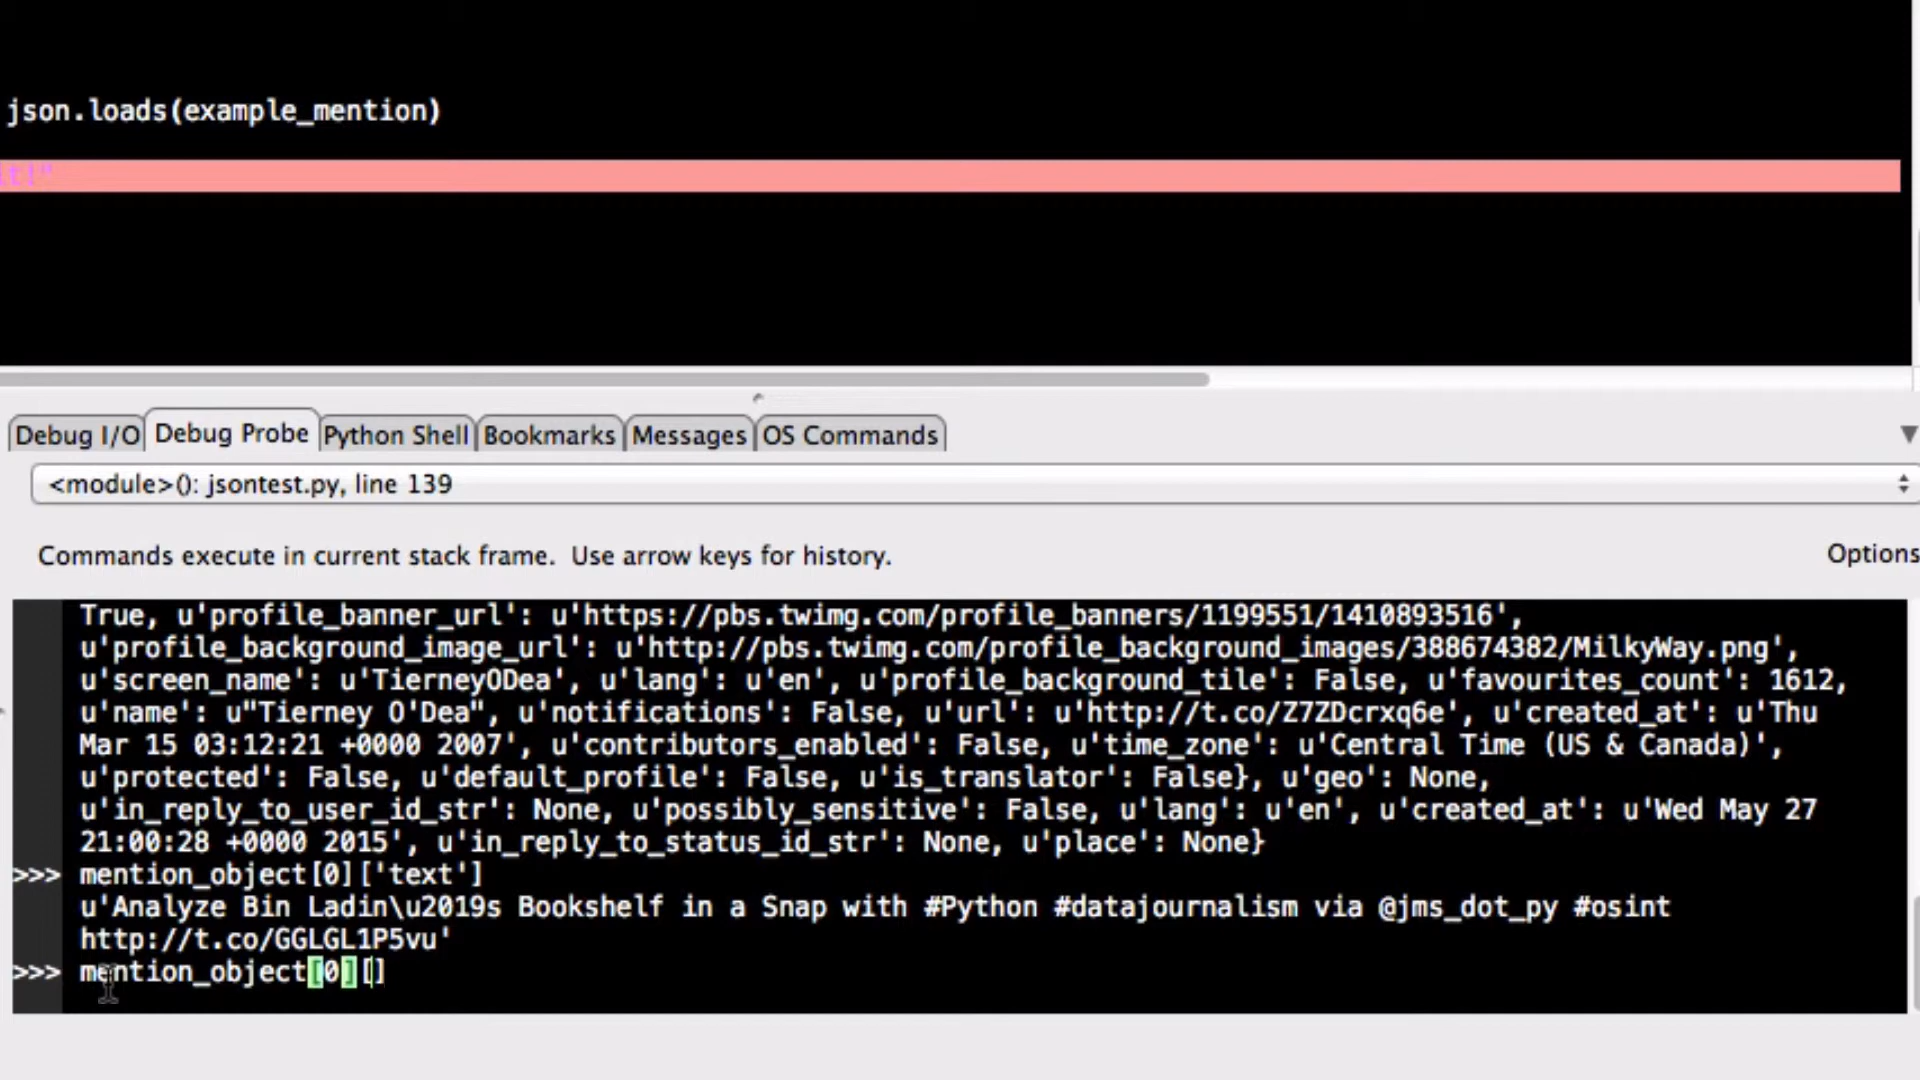 json.loads(example_mention)
it!"
Debug I/O Debug Probe Python Shell Bookmarks Messages OS Commands
<module>(): jsontest.py, line 139
Commands execute in current stack frame.  Use arrow keys for history.
Options
True, u'profile_banner_url': u'https://pbs.twimg.com/profile_banners/1199551/1410893516',
u'profile_background_image_url': u'http://pbs.twimg.com/profile_background_images/388674382/MilkyWay.png',
u'screen_name': u'TierneyODea', u'lang': u'en', u'profile_background_tile': False, u'favourites_count': 1612,
u'name': u"Tierney O'Dea", u'notifications': False, u'url': u'http://t.co/Z7ZDcrxq6e', u'created_at': u'Thu
Mar 15 03:12:21 +0000 2007', u'contributors_enabled': False, u'time_zone': u'Central Time (US & Canada)',
u'protected': False, u'default_profile': False, u'is_translator': False}, u'geo': None,
u'in_reply_to_user_id_str': None, u'possibly_sensitive': False, u'lang': u'en', u'created_at': u'Wed May 27
21:00:28 +0000 2015', u'in_reply_to_status_id_str': None, u'place': None}
>>> mention_object[0]['text']
u'Analyze Bin Ladin\u2019s Bookshelf in a Snap with #Python #datajournalism via @jms_dot_py #osint
http://t.co/GGLGL1P5vu'
>>> mention_object[0][]